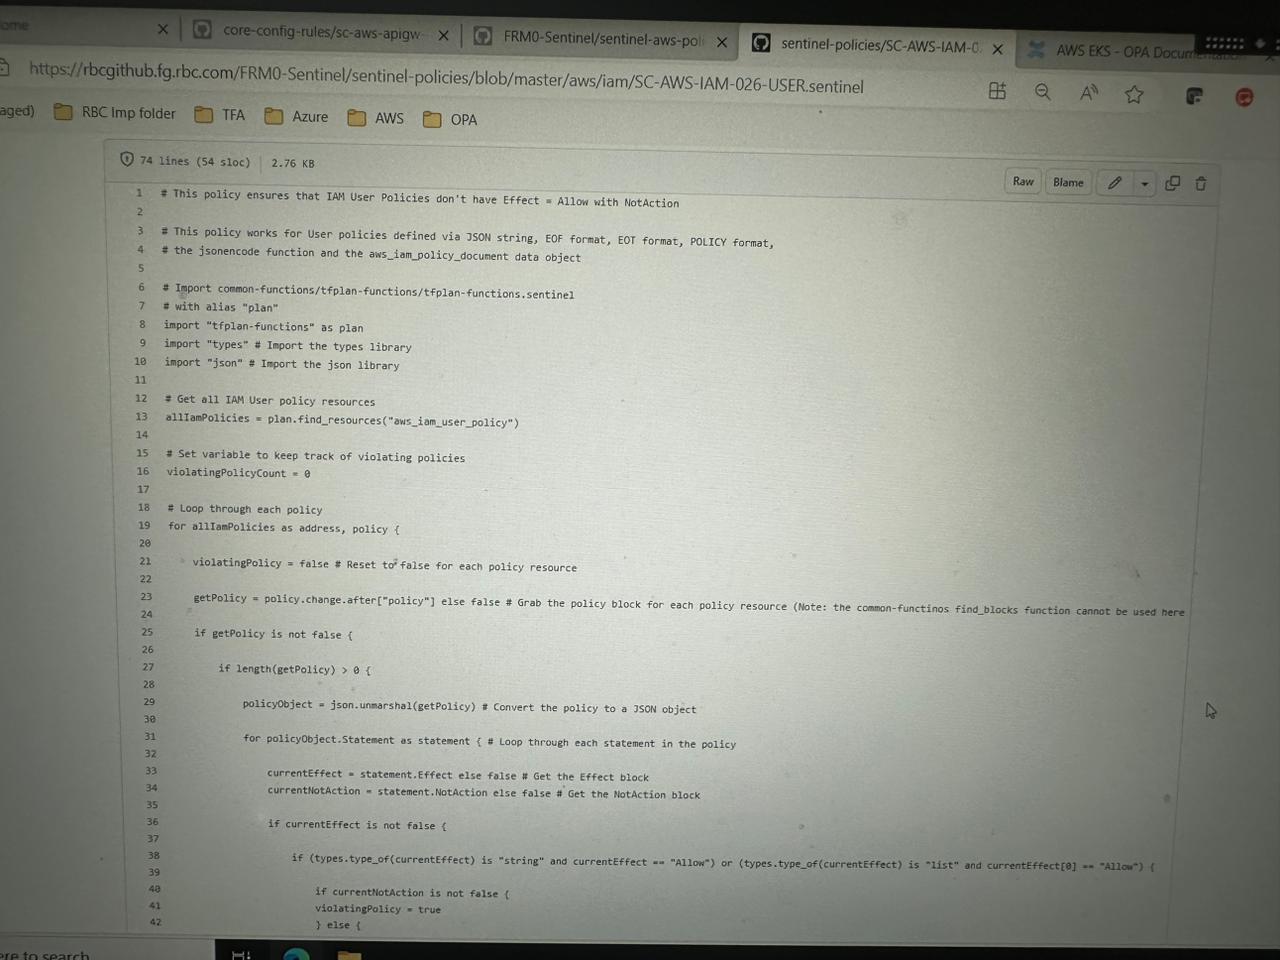 ome
core-config-rules/sc-aws-apigw
FRM0-Sentinel/sentinel-aws-pol
sentinel-policies/SC-AWS-IAM-0
AWS EKS - OPA Documentation
https://rbcgithub.fg.rbc.com/FRM0-Sentinel/sentinel-policies/blob/master/aws/iam/SC-AWS-IAM-026-USER.sentinel
aged) RBC Imp folder TFA Azure AWS OPA
74 lines (54 sloc) 2.76 KB
Raw Blame
1 # This policy ensures that IAM User Policies don't have Effect = Allow with NotAction
2
3 # This policy works for User policies defined via JSON string, EOF format, EOT format, POLICY format,
4 # the jsonencode function and the aws_iam_policy_document data object
5
6 # Import common-functions/tfplan-functions/tfplan-functions.sentinel
7 # with alias "plan"
8 import "tfplan-functions" as plan
9 import "types" # Import the types library
10 import "json" # Import the json library
11
12 # Get all IAM User policy resources
13 allIamPolicies = plan.find_resources("aws_iam_user_policy")
14
15 # Set variable to keep track of violating policies
16 violatingPolicyCount = 0
17
18 # Loop through each policy
19 for allIamPolicies as address, policy {
20
21 violatingPolicy = false # Reset to false for each policy resource
22
23 getPolicy = policy.change.after["policy"] else false # Grab the policy block for each policy resource (Note: the common-functinos find_blocks function cannot be used here
24
25 if getPolicy is not false {
26
27 if length(getPolicy) > 0 {
28
29 policyObject = json.unmarshal(getPolicy) # Convert the policy to a JSON object
30
31 for policyObject.Statement as statement { # Loop through each statement in the policy
32
33 currentEffect = statement.Effect else false # Get the Effect block
34 currentNotAction = statement.NotAction else false # Get the NotAction block
35
36 if currentEffect is not false {
37
38 if (types.type_of(currentEffect) is "string" and currentEffect == "Allow") or (types.type_of(currentEffect) is "list" and currentEffect[0] == "Allow") {
39
40 if currentNotAction is not false {
41 violatingPolicy = true
42 } else {
ere to search